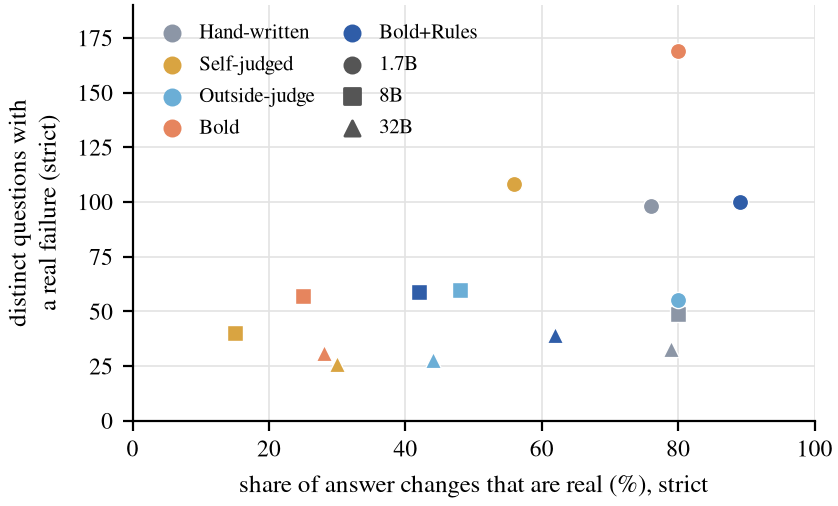 Hand-written
Self-judged
Outside-judge
Bold
Bold+Rules
1.7B
8B
32B
distinct questions with
a real failure (strict)
175
150
125
100
75
50
25
0
0 20 40 60 80 100
share of answer changes that are real (%), strict